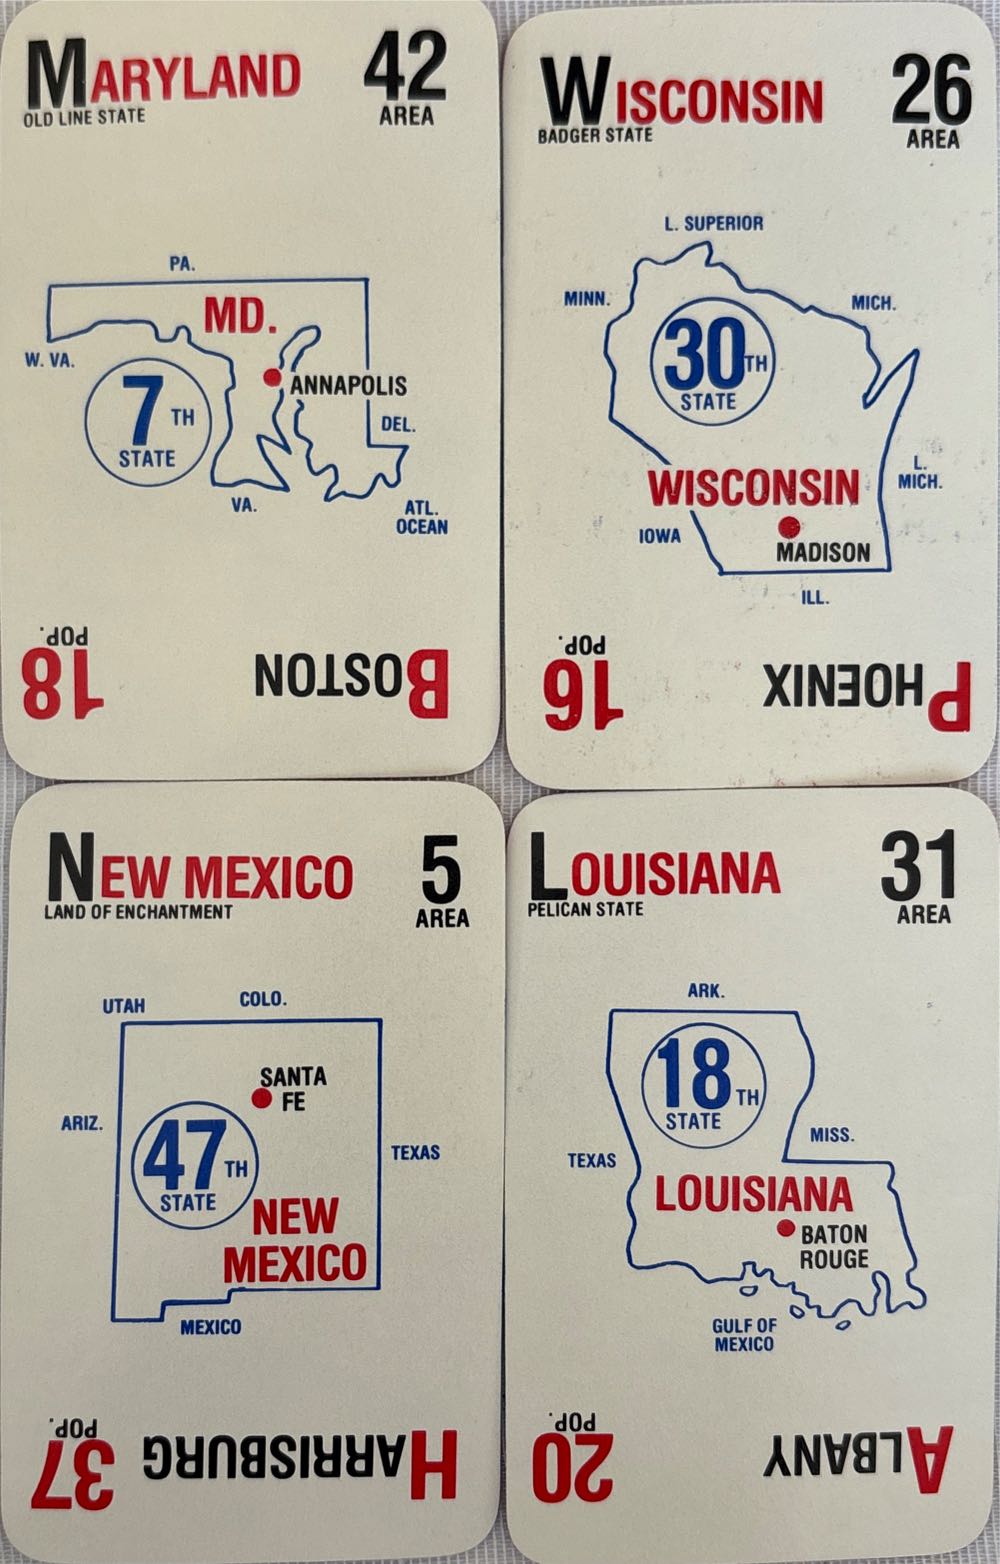 MARYLAND 42
OLD LINE STATE AREA
PA.
MD.
W. VA.
ANNAPOLIS
7 TH
STATE
DEL.
VA.
ATL.
OCEAN
BOSTON 18
POP.
WISCONSIN 26
BADGER STATE AREA
L. SUPERIOR
MINN.
MICH.
30TH
STATE
L.
MICH.
WISCONSIN
IOWA
MADISON
ILL.
PHOENIX 16
POP.
NEW MEXICO 5
LAND OF ENCHANTMENT AREA
UTAH COLO.
SANTA
FE
ARIZ.
47TH
STATE
TEXAS
NEW
MEXICO
MEXICO
HARRISBURG 37
POP.
LOUISIANA 31
PELICAN STATE AREA
ARK.
18TH
STATE
MISS.
TEXAS
LOUISIANA
BATON
ROUGE
GULF OF
MEXICO
ALBANY 20
POP.